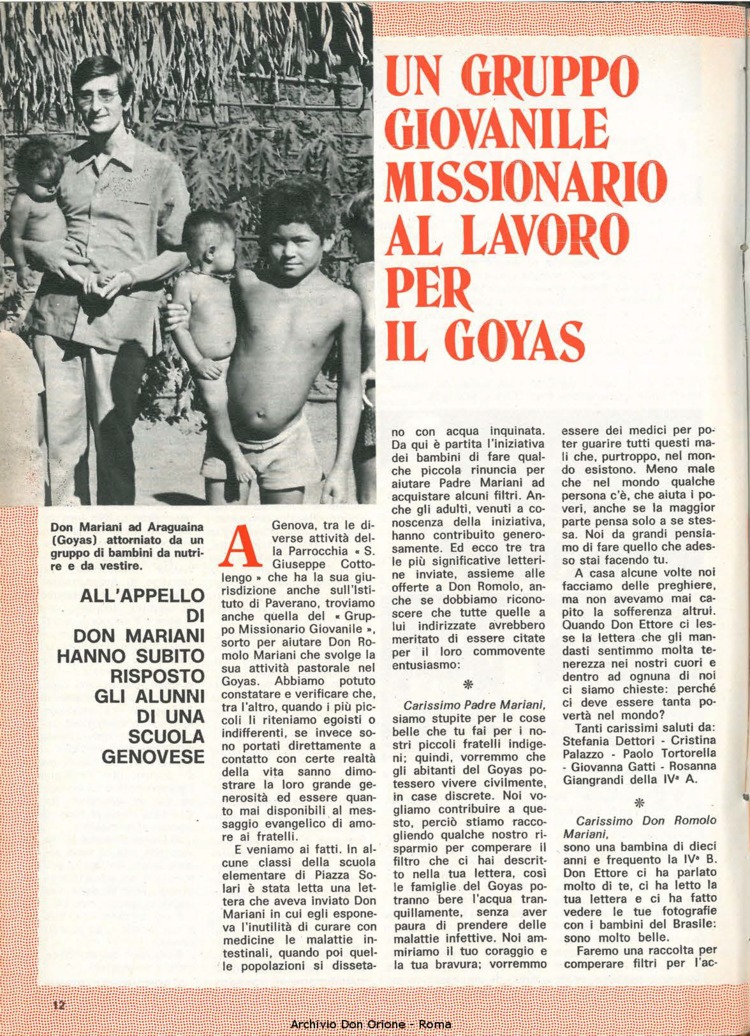 UN GRUPPO
GIOVANILE
MISSIONARIO
AL LAVORO
PER
IL GOYAS
Don Mariani ad Araguaina
(Goyas) attorniato da un
gruppo di bambini da nutri-
re e da vestire.
ALL'APPELLO
DI
DON MARIANI
HANNO SUBITO
RISPOSTO
GLI ALUNNI
DI UNA
SCUOLA
GENOVESE
A Genova, tra le di-
verse attività del-
la Parrocchia « S.
Giuseppe Cotto-
lengo » che ha la sua giu-
risdizione anche sull'Isti-
tuto di Paverano, troviamo
anche quella del « Grup-
po Missionario Giovanile »,
sorto per aiutare Don Ro-
molo Mariani che svolge la
sua attività pastorale nel
Goyas. Abbiamo potuto
constatare e verificare che,
tra l'altro, quando i più pic-
coli li riteniamo egoisti o
indifferenti, se invece so-
no portati direttamente a
contatto con certe realtà
della vita sanno dimo-
strare la loro grande ge-
nerosità ed essere quan-
to mai disponibili al mes-
saggio evangelico di amo-
re ai fratelli.
E veniamo ai fatti. In al-
cune classi della scuola
elementare di Piazza So-
lari è stata letta una let-
tera che aveva inviato Don
Mariani in cui egli espone-
va l'inutilità di curare con
medicine le malattie in-
testinali, quando poi quel-
le popolazioni si disseta-
no con acqua inquinata.
Da qui è partita l'iniziativa
dei bambini di fare qual-
che piccola rinuncia per
aiutare Padre Mariani ad
acquistare alcuni filtri. An-
che gli adulti, venuti a co-
noscenza della iniziativa,
hanno contribuito genero-
samente. Ed ecco tre tra
le più significative letteri-
ne inviate, assieme alle
offerte a Don Romolo, an-
che se dobbiamo ricono-
scere che tutte quelle a
lui indirizzate avrebbero
meritato di essere citate
per il loro commovente
entusiasmo:
*
Carissimo Padre Mariani,
siamo stupite per le cose
belle che tu fai per i no-
stri piccoli fratelli indige-
ni; quindi, vorremmo che
gli abitanti del Goyas po-
tessero vivere civilmente,
in case discrete. Noi vo-
gliamo contribuire a que-
sto, perciò stiamo racco-
gliendo qualche nostro ri-
sparmio per comperare il
filtro che ci hai descrit-
to nella tua lettera, così
le famiglie del Goyas po-
tranno bere l'acqua tran-
quillamente, senza aver
paura di prendere delle
malattie infettive. Noi am-
miriamo il tuo coraggio e
la tua bravura; vorremmo
essere dei medici per po-
ter guarire tutti questi ma-
li che, purtroppo, nel mon-
do esistono. Meno male
che nel mondo qualche
persona c'è, che aiuta i po-
veri, anche se la maggior
parte pensa solo a se stes-
sa. Noi da grandi pensia-
mo di fare quello che ades-
so stai facendo tu.
A casa alcune volte noi
facciamo delle preghiere,
ma non avevamo mai ca-
pito la sofferenza altrui.
Quando Don Ettore ci les-
se la lettera che gli man-
dasti sentimmo molta te-
nerezza nei nostri cuori e
dentro ad ognuna di noi
ci siamo chieste: perché
ci deve essere tanta po-
vertà nel mondo?
Tanti carissimi saluti da:
Stefania Dettori - Cristina
Palazzo - Paolo Tortorella
- Giovanna Gatti - Rosanna
Giangrandi della IVª A.
*
Carissimo Don Romolo
Mariani,
sono una bambina di dieci
anni e frequento la IVª B.
Don Ettore ci ha parlato
molto di te, ci ha letto la
tua lettera e ci ha fatto
vedere le tue fotografie
con i bambini del Brasile:
sono molto belle.
Faremo una raccolta per
comperare filtri per l'ac-
12
Archivio Don Orione - Roma